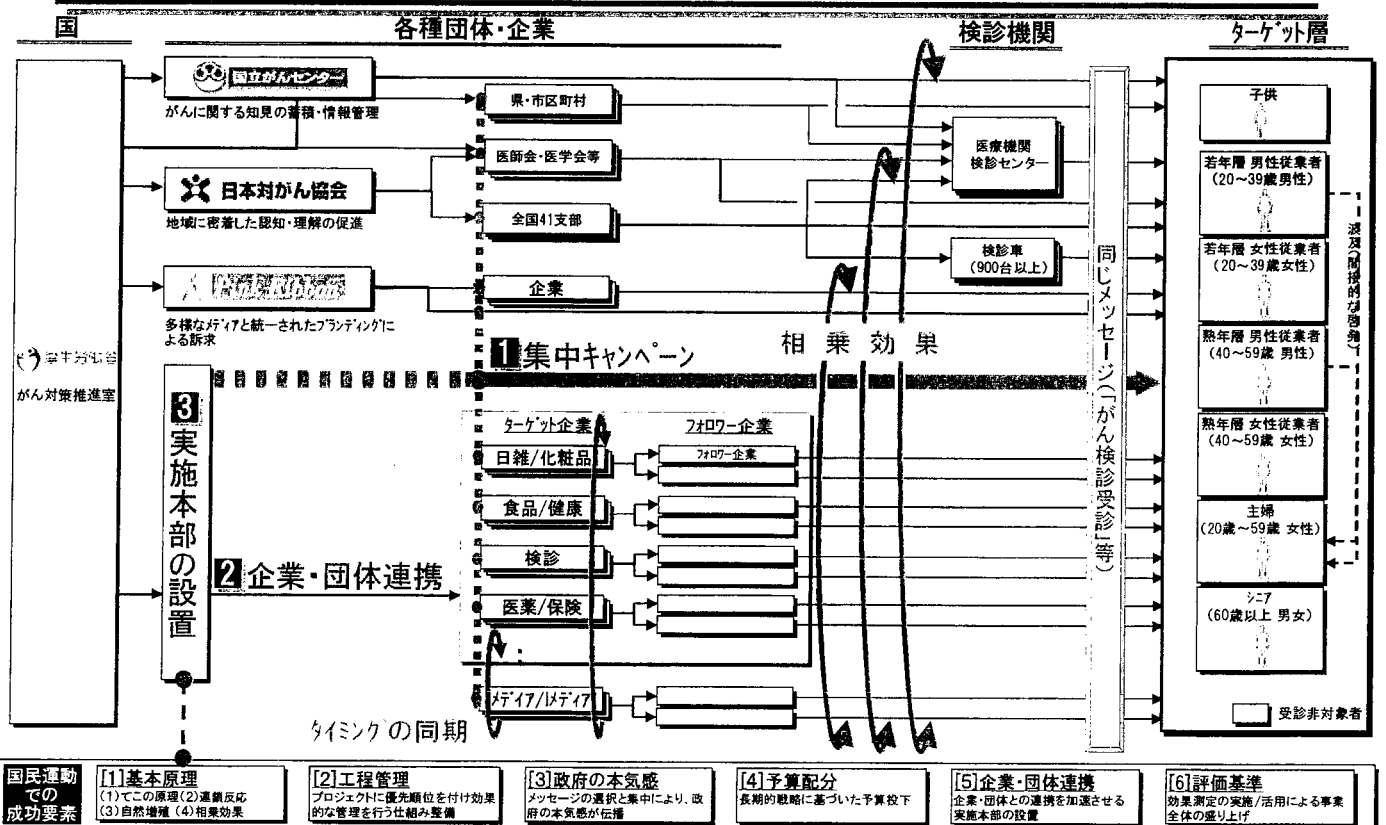 国
各種団体・企業
検診機関
ターゲット層
国立がんセンター
がんに関する知見の蓄積・情報管理
日本対がん協会
地域に密着した認知・理解の促進
Pink Ribbon
多様なメディアと統一されたブランディングに
よる訴求
厚生労働省
がん対策推進室
県・市区町村
医師会・医学会等
全国41支部
企業
医療機関
検診センター
検診車
(900台以上)
1 集中キャンペーン
相乗効果
3 実施本部の設置
2 企業・団体連携
ターゲット企業
フォロワー企業
日雑/化粧品
フォロワー企業
食品/健康
検診
医薬/保険
:
メディア/Iメディア
タイミングの同期
同じメッセージ(「がん検診受診」等)
子供
若年層 男性従業者
(20～39歳男性)
若年層 女性従業者
(20～39歳女性)
熟年層 男性従業者
(40～59歳 男性)
熟年層 女性従業者
(40～59歳 女性)
主婦
(20歳～59歳 女性)
シニア
(60歳以上 男女)
波及(間接的な啓発)
受診非対象者
国民運動
での
成功要素
[1]基本原理
(1)てこの原理(2)連鎖反応
(3)自然増殖 (4)相乗効果
[2]工程管理
プロジェクトに優先順位を付け効果
的な管理を行う仕組み整備
[3]政府の本気感
メッセージの選択と集中により、政
府の本気感が伝播
[4]予算配分
長期的戦略に基づいた予算投下
[5]企業・団体連携
企業・団体との連携を加速させる
実施本部の設置
[6]評価基準
効果測定の実施/活用による事業
全体の盛り上げ